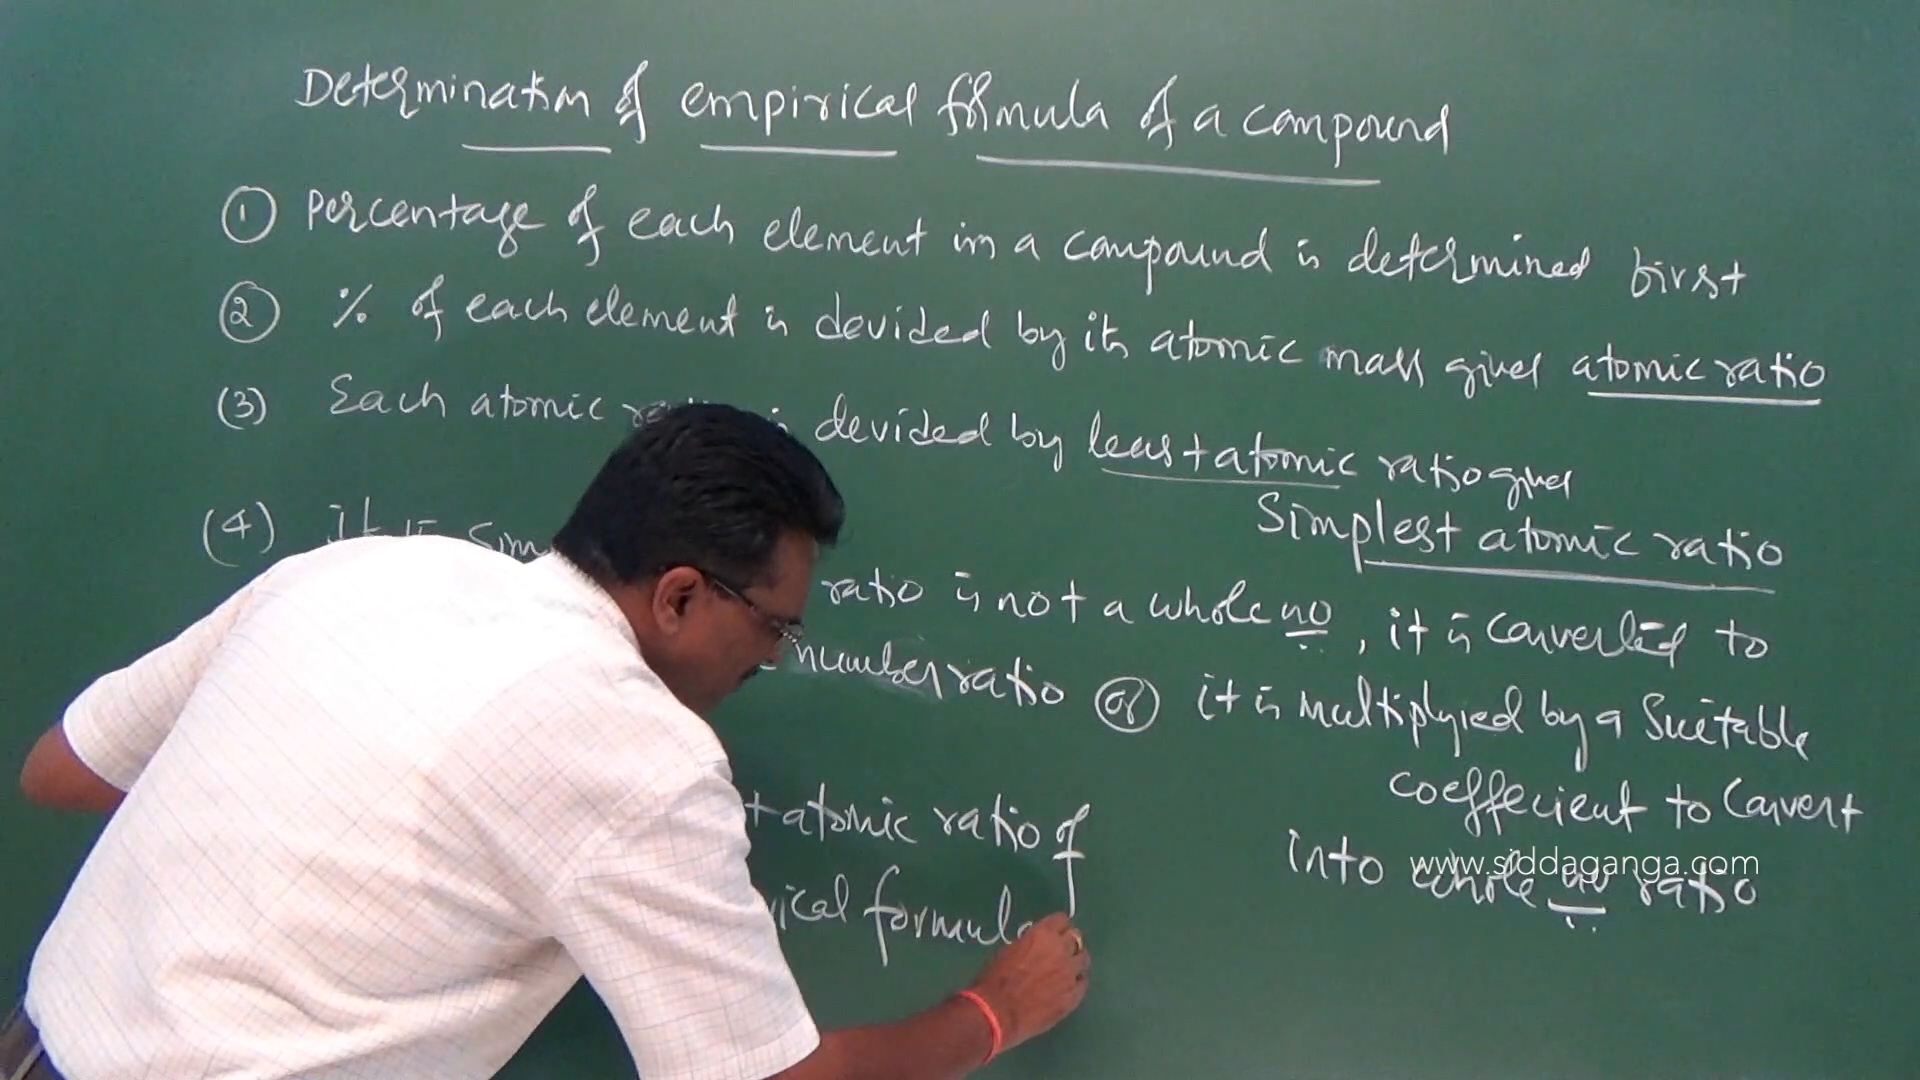 Determination of empirical formula of a compound
① Percentage of each element in a compound is determined first
② % of each element is devided by its atomic mass gives atomic ratio
(3) Each atomic devided by least atomic ratio gives
Simplest atomic ratio
(4) ratio is not a whole no, it is converted to
number ratio or it is multiplyied by a Suitable
coeffecient to Convert
atomic ratio of
into whole no ratio
formula
www.siddaganga.com